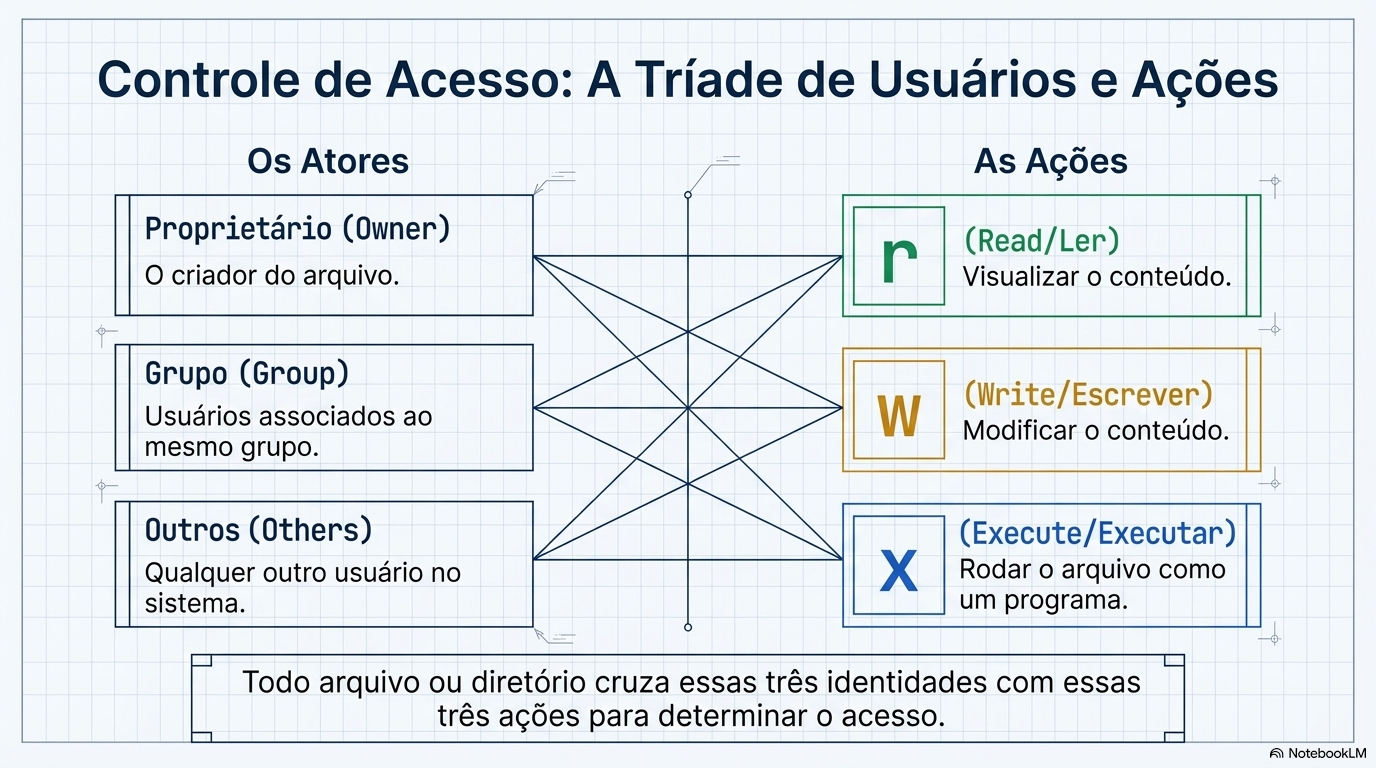 Controle de Acesso: A Tríade de Usuários e Ações
Os Atores
Proprietário (Owner)
O criador do arquivo.
Grupo (Group)
Usuários associados ao
mesmo grupo.
Outros (Others)
Qualquer outro usuário no
sistema.
As Ações
r
(Read/Ler)
Visualizar o conteúdo.
w
(Write/Escrever)
Modificar o conteúdo.
x
(Execute/Executar)
Rodar o arquivo como
um programa.
Todo arquivo ou diretório cruza essas três identidades com essas
três ações para determinar o acesso.
NotebookLM